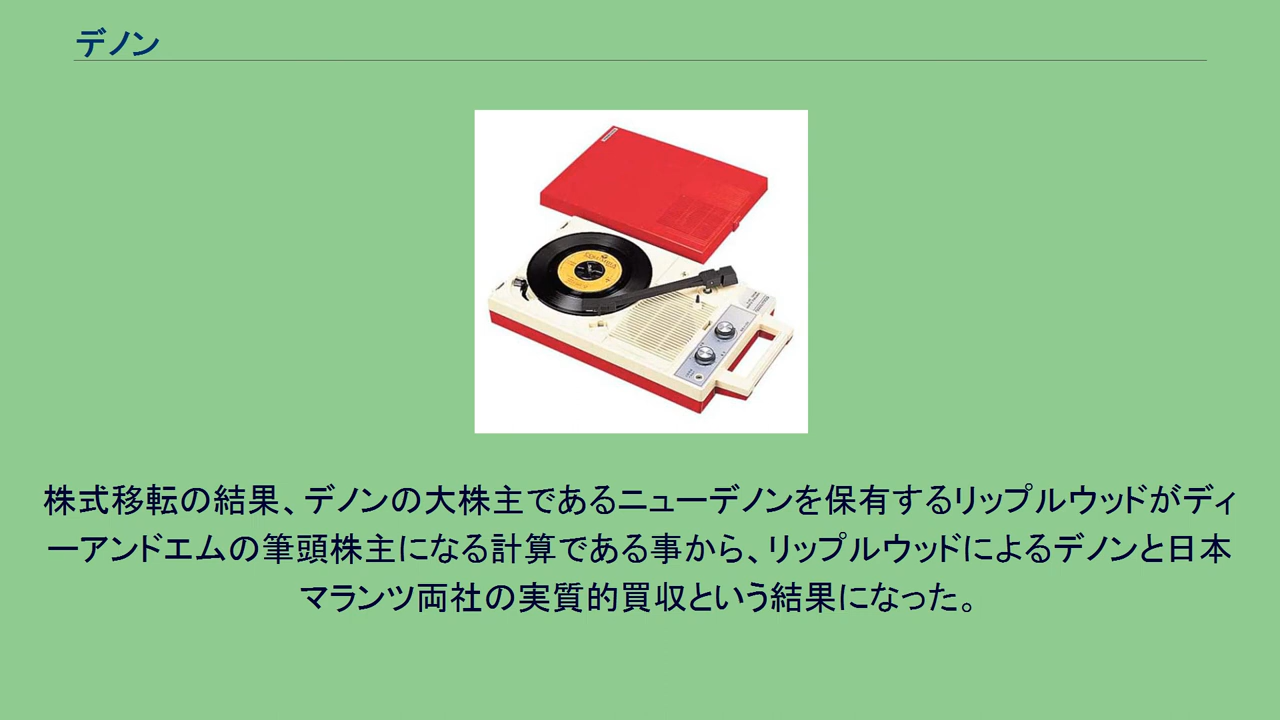 デノン
株式移転の結果、デノンの大株主であるニューデノンを保有するリップルウッドがディ
ーアンドエムの筆頭株主になる計算である事から、リップルウッドによるデノンと日本
マランツ両社の実質的買収という結果になった。